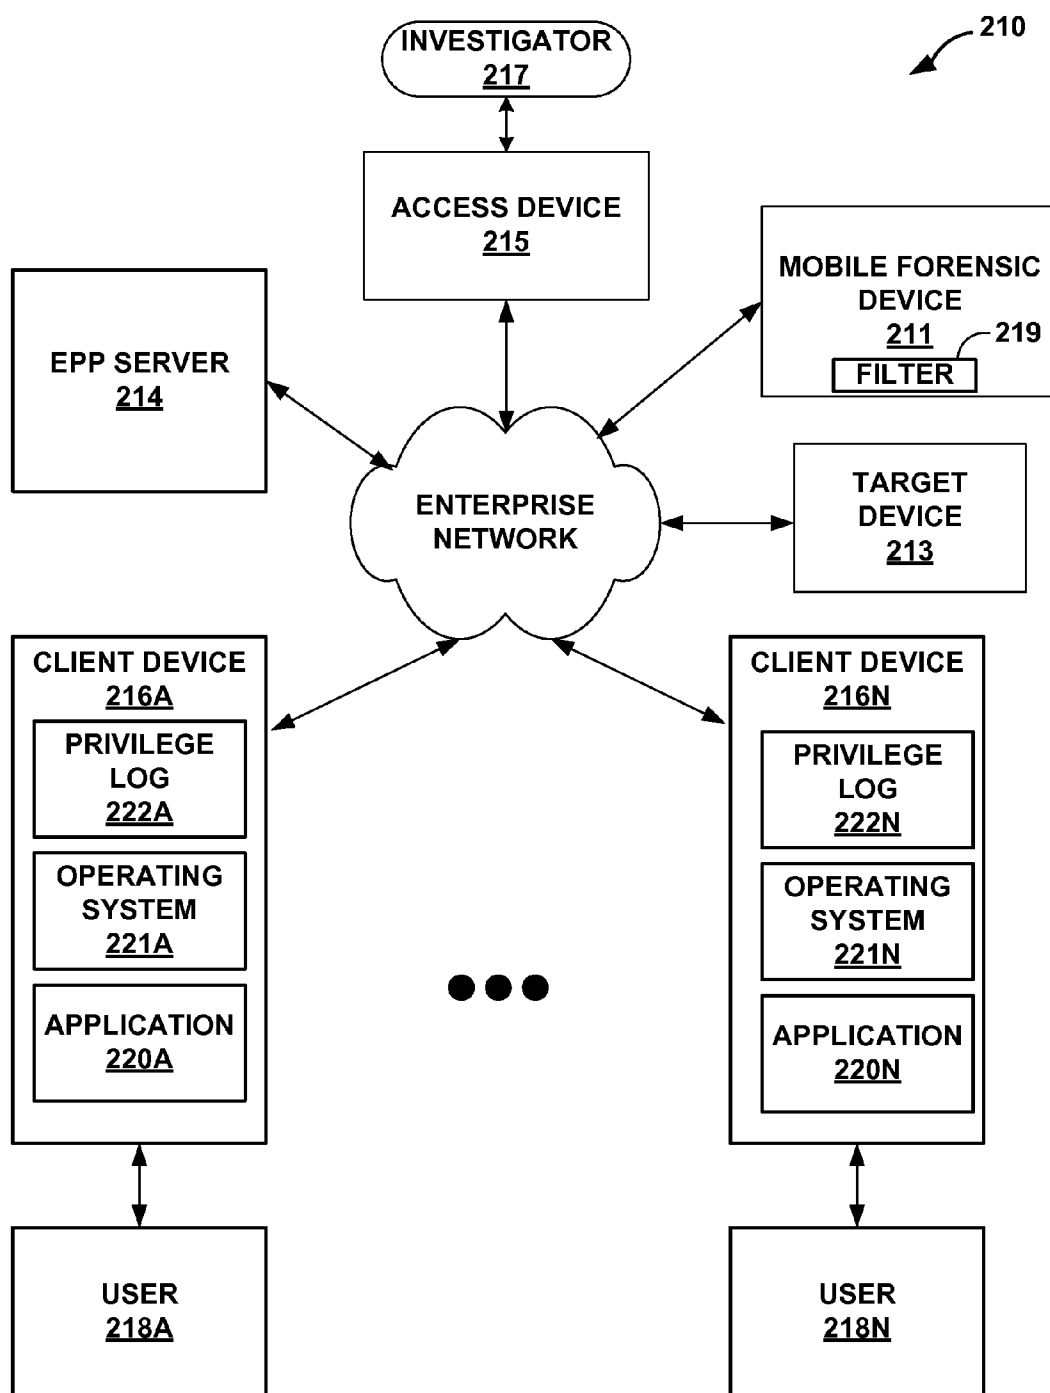 210
INVESTIGATOR
217
ACCESS DEVICE
215
MOBILE FORENSIC
DEVICE
211
219
FILTER
EPP SERVER
214
TARGET
DEVICE
213
ENTERPRISE
NETWORK
CLIENT DEVICE
216A
PRIVILEGE
LOG
222A
OPERATING
SYSTEM
221A
APPLICATION
220A
CLIENT DEVICE
216N
PRIVILEGE
LOG
222N
OPERATING
SYSTEM
221N
APPLICATION
220N
USER
218A
USER
218N